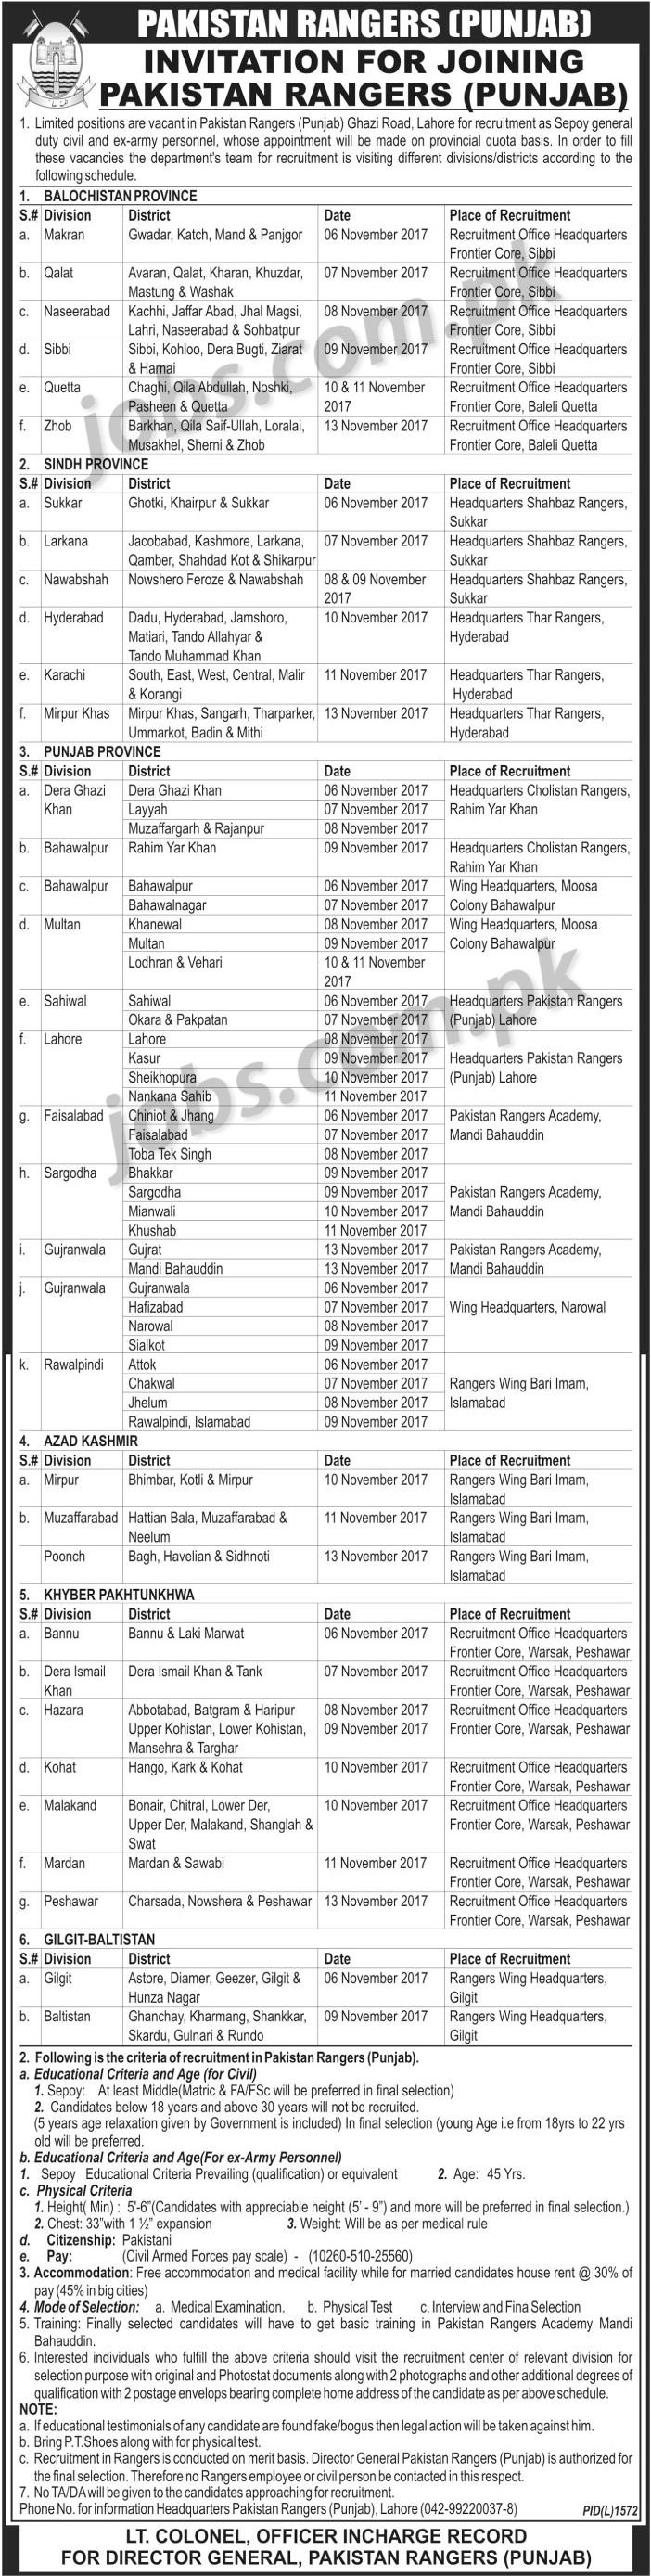 PAKISTAN RANGERS (PUNJAB)
INVITATION FOR JOINING
PAKISTAN RANGERS (PUNJAB)
1. Limited positions are vacant in Pakistan Rangers (Punjab) Ghazi Road, Lahore for recruitment as Sepoy general
duty civil and ex-army personnel, whose appointment will be made on provincial quota basis. In order to fill
these vacancies the department's team for recruitment is visiting different divisions/districts according to the
following schedule.
1. BALOCHISTAN PROVINCE
S.# Division District Date Place of Recruitment
a. Makran Gwadar, Katch, Mand & Panjgor 06 November 2017 Recruitment Office Headquarters
Frontier Core, Sibbi
b. Qalat Avaran, Qalat, Kharan, Khuzdar, 07 November 2017 Recruitment Office Headquarters
Mastung & Washak Frontier Core, Sibbi
c. Naseerabad Kachhi, Jaffar Abad, Jhal Magsi, 08 November 2017 Recruitment Office Headquarters
Lahri, Naseerabad & Sohbatpur Frontier Core, Sibbi
d. Sibbi Sibbi, Kohloo, Dera Bugti, Ziarat 09 November 2017 Recruitment Office Headquarters
& Harnai Frontier Core, Sibbi
e. Quetta Chaghi, Qila Abdullah, Noshki, 10 & 11 November Recruitment Office Headquarters
Pasheen & Quetta 2017 Frontier Core, Baleli Quetta
f. Zhob Barkhan, Qila Saif-Ullah, Loralai, 13 November 2017 Recruitment Office Headquarters
Musakhel, Sherni & Zhob Frontier Core, Baleli Quetta
2. SINDH PROVINCE
S.# Division District Date Place of Recruitment
a. Sukkar Ghotki, Khairpur & Sukkar 06 November 2017 Headquarters Shahbaz Rangers,
Sukkar
b. Larkana Jacobabad, Kashmore, Larkana, 07 November 2017 Headquarters Shahbaz Rangers,
Qamber, Shahdad Kot & Shikarpur Sukkar
c. Nawabshah Nowshero Feroze & Nawabshah 08 & 09 November Headquarters Shahbaz Rangers,
2017 Sukkar
d. Hyderabad Dadu, Hyderabad, Jamshoro, 10 November 2017 Headquarters Thar Rangers,
Matiari, Tando Allahyar & Hyderabad
Tando Muhammad Khan
e. Karachi South, East, West, Central, Malir 11 November 2017 Headquarters Thar Rangers,
& Korangi Hyderabad
f. Mirpur Khas Mirpur Khas, Sangarh, Tharparker, 13 November 2017 Headquarters Thar Rangers,
Ummarkot, Badin & Mithi Hyderabad
3. PUNJAB PROVINCE
S.# Division District Date Place of Recruitment
a. Dera Ghazi Dera Ghazi Khan 06 November 2017 Headquarters Cholistan Rangers,
Khan Layyah 07 November 2017 Rahim Yar Khan
Muzaffargarh & Rajanpur 08 November 2017
b. Bahawalpur Rahim Yar Khan 09 November 2017 Headquarters Cholistan Rangers,
Rahim Yar Khan
c. Bahawalpur Bahawalpur 06 November 2017 Wing Headquarters, Moosa
Bahawalnagar 07 November 2017 Colony Bahawalpur
d. Multan Khanewal 08 November 2017 Wing Headquarters, Moosa
Multan 09 November 2017 Colony Bahawalpur
Lodhran & Vehari 10 & 11 November
2017
e. Sahiwal Sahiwal 06 November 2017 Headquarters Pakistan Rangers
Okara & Pakpatan 07 November 2017 (Punjab) Lahore
f. Lahore Lahore 08 November 2017
Kasur 09 November 2017 Headquarters Pakistan Rangers
Sheikhopura 10 November 2017 (Punjab) Lahore
Nankana Sahib 11 November 2017
g. Faisalabad Chiniot & Jhang 06 November 2017 Pakistan Rangers Academy,
Faisalabad 07 November 2017 Mandi Bahauddin
Toba Tek Singh 08 November 2017
h. Sargodha Bhakkar 09 November 2017
Sargodha 09 November 2017 Pakistan Rangers Academy,
Mianwali 10 November 2017 Mandi Bahauddin
Khushab 11 November 2017
i. Gujranwala Gujrat 13 November 2017 Pakistan Rangers Academy,
Mandi Bahauddin 13 November 2017 Mandi Bahauddin
j. Gujranwala Gujranwala 06 November 2017
Hafizabad 07 November 2017 Wing Headquarters, Narowal
Narowal 08 November 2017
Sialkot 09 November 2017
k. Rawalpindi Attok 06 November 2017
Chakwal 07 November 2017 Rangers Wing Bari Imam,
Jhelum 08 November 2017 Islamabad
Rawalpindi, Islamabad 09 November 2017
4. AZAD KASHMIR
S.# Division District Date Place of Recruitment
a. Mirpur Bhimbar, Kotli & Mirpur 10 November 2017 Rangers Wing Bari Imam,
Islamabad
b. Muzaffarabad Hattian Bala, Muzaffarabad & 11 November 2017 Rangers Wing Bari Imam,
Neelum Islamabad
Poonch Bagh, Havelian & Sidhnoti 13 November 2017 Rangers Wing Bari Imam,
Islamabad
5. KHYBER PAKHTUNKHWA
S.# Division District Date Place of Recruitment
a. Bannu Bannu & Laki Marwat 06 November 2017 Recruitment Office Headquarters
Frontier Core, Warsak, Peshawar
b. Dera Ismail Dera Ismail Khan & Tank 07 November 2017 Recruitment Office Headquarters
Khan Frontier Core, Warsak, Peshawar
c. Hazara Abbotabad, Batgram & Haripur 08 November 2017 Recruitment Office Headquarters
Upper Kohistan, Lower Kohistan, 09 November 2017 Frontier Core, Warsak, Peshawar
Mansehra & Targhar
d. Kohat Hango, Kark & Kohat 10 November 2017 Recruitment Office Headquarters
Frontier Core, Warsak, Peshawar
e. Malakand Bonair, Chitral, Lower Der, 10 November 2017 Recruitment Office Headquarters
Upper Der, Malakand, Shanglah & Frontier Core, Warsak, Peshawar
Swat
f. Mardan Mardan & Sawabi 11 November 2017 Recruitment Office Headquarters
Frontier Core, Warsak, Peshawar
g. Peshawar Charsada, Nowshera & Peshawar 13 November 2017 Recruitment Office Headquarters
Frontier Core, Warsak, Peshawar
6. GILGIT-BALTISTAN
S.# Division District Date Place of Recruitment
a. Gilgit Astore, Diamer, Geezer, Gilgit & 06 November 2017 Rangers Wing Headquarters,
Hunza Nagar Gilgit
b. Baltistan Ghanchay, Kharmang, Shankkar, 09 November 2017 Rangers Wing Headquarters,
Skardu, Gulnari & Rundo Gilgit
2. Following is the criteria of recruitment in Pakistan Rangers (Punjab).
a. Educational Criteria and Age (for Civil)
1. Sepoy: At least Middle(Matric & FA/FSc will be preferred in final selection)
2. Candidates below 18 years and above 30 years will not be recruited.
(5 years age relaxation given by Government is included) In final selection (young Age i.e from 18yrs to 22 yrs
old will be preferred.
b. Educational Criteria and Age(For ex-Army Personnel)
1. Sepoy Educational Criteria Prevailing (qualification) or equivalent 2. Age: 45 Yrs.
c. Physical Criteria
1. Height( Min) : 5'-6"(Candidates with appreciable height (5' - 9") and more will be preferred in final selection.)
2. Chest: 33"with 1 ½" expansion 3. Weight: Will be as per medical rule
d. Citizenship: Pakistani
e. Pay: (Civil Armed Forces pay scale) - (10260-510-25560)
3. Accommodation: Free accommodation and medical facility while for married candidates house rent @ 30% of
pay (45% in big cities)
4. Mode of Selection: a. Medical Examination. b. Physical Test c. Interview and Fina Selection
5. Training: Finally selected candidates will have to get basic training in Pakistan Rangers Academy Mandi
Bahauddin.
6. Interested individuals who fulfill the above criteria should visit the recruitment center of relevant division for
selection purpose with original and Photostat documents along with 2 photographs and other additional degrees of
qualification with 2 postage envelops bearing complete home address of the candidate as per above schedule.
NOTE:
a. If educational testimonials of any candidate are found fake/bogus then legal action will be taken against him.
b. Bring P.T.Shoes along with for physical test.
c. Recruitment in Rangers is conducted on merit basis. Director General Pakistan Rangers (Punjab) is authorized for
the final selection. Therefore no Rangers employee or civil person be contacted in this respect.
7. No TA/DA will be given to the candidates approaching for recruitment.
Phone No. for information Headquarters Pakistan Rangers (Punjab), Lahore (042-99220037-8) PID(L)1572
LT. COLONEL, OFFICER INCHARGE RECORD
FOR DIRECTOR GENERAL, PAKISTAN RANGERS (PUNJAB)
jobs.com.pk
jobs.com.pk